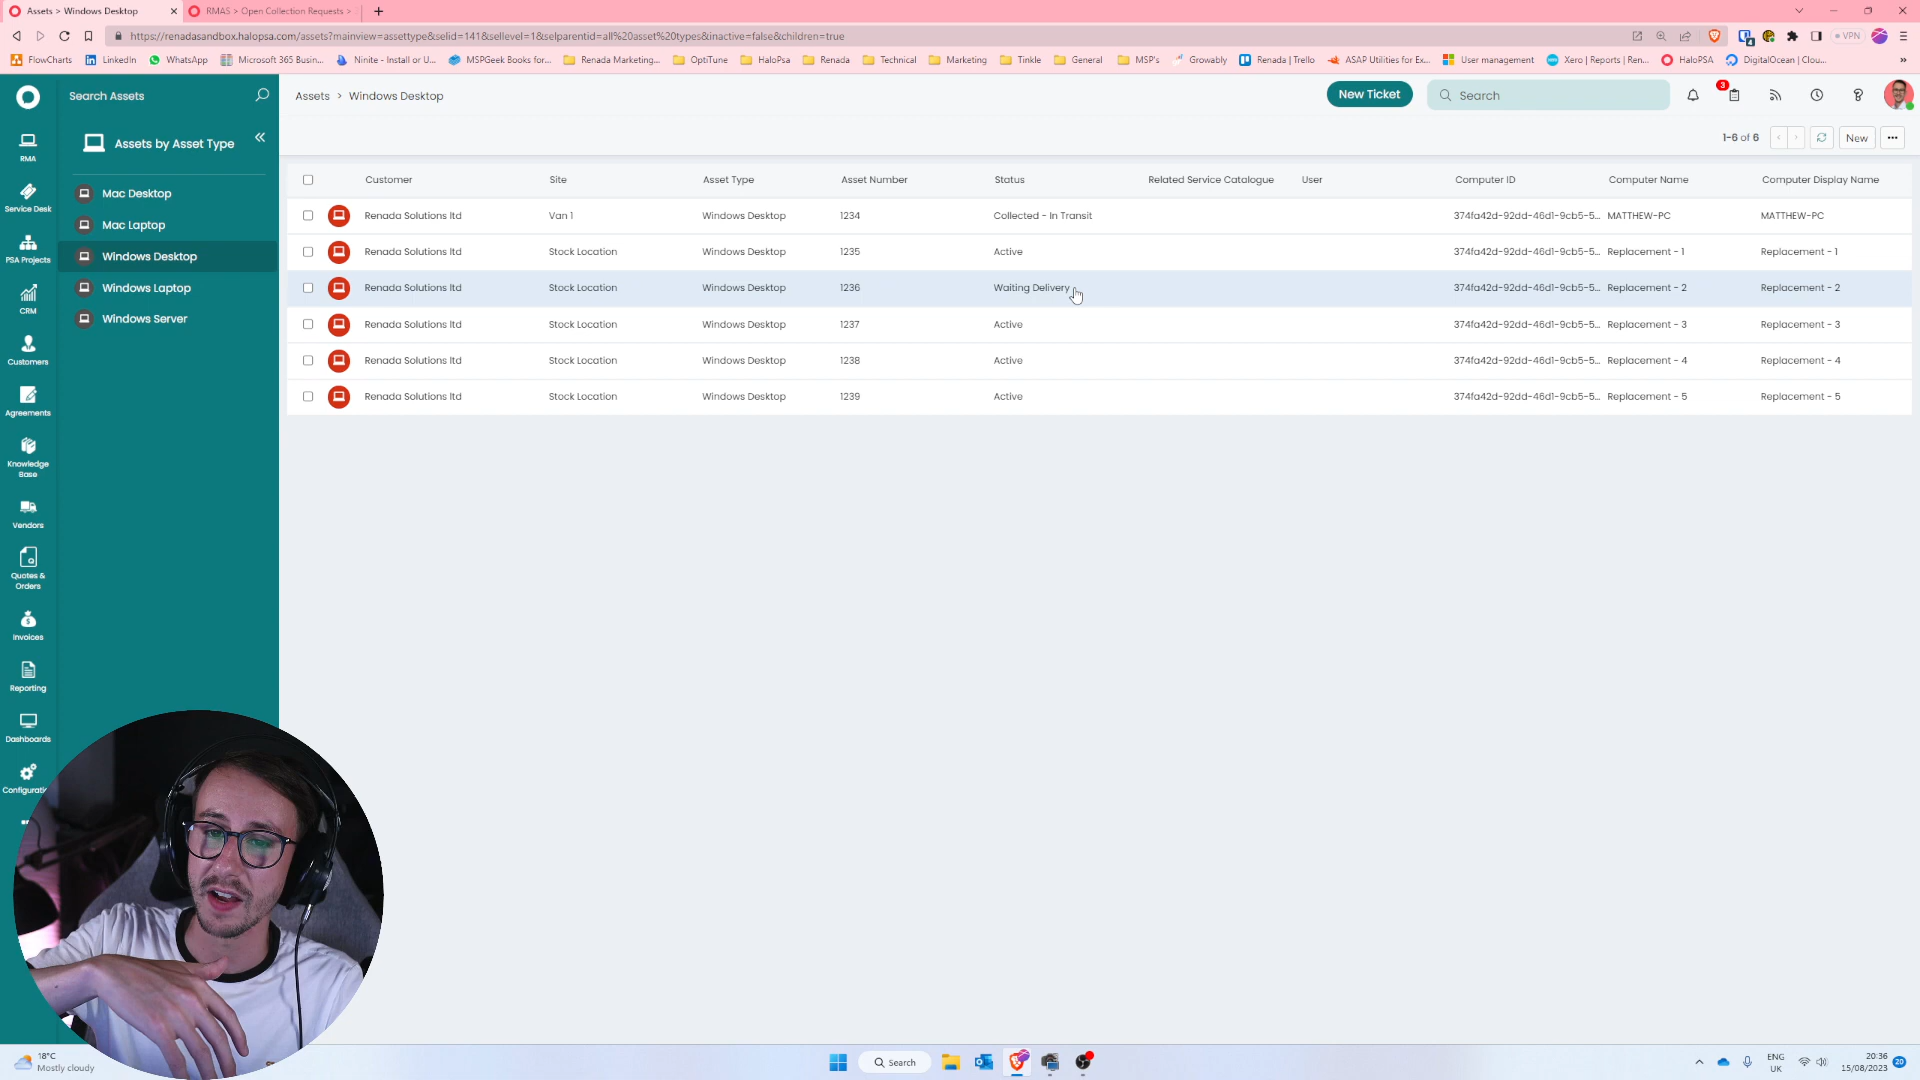 Assets > Windows Desktop
RMAS > Open Collection Requests >
https://renadasandbox.halopsa.com/assets?mainview=assettype&selid=141&sellevel=1&selparentid=all%20asset%20types&inactive=false&children=true
VPN
FlowCharts LinkedIn WhatsApp Microsoft 365 Busin... Ninite - Install or U... MSPGeek Books for... Renada Marketing... OptiTune HaloPsa Renada Technical Marketing Tinkle General MSP's Growably Renada | Trello ASAP Utilities for Ex... User management Xero | Reports | Ren... HaloPSA DigitalOcean | Clou...
Search Assets
Assets > Windows Desktop
New Ticket
Search
3
Assets by Asset Type
1-6 of 6
New
RMA
Service Desk
PSA Projects
CRM
Customers
Agreements
Knowledge Base
Vendors
Quotes & Orders
Invoices
Reporting
Dashboards
Mac Desktop
Mac Laptop
Windows Desktop
Windows Laptop
Windows Server
Customer Site Asset Type Asset Number Status Related Service Catalogue User Computer ID Computer Name Computer Display Name
Renada Solutions ltd Van 1 Windows Desktop 1234 Collected - In Transit 374fa42d-92dd-46d1-9cb5-5... MATTHEW-PC MATTHEW-PC
Renada Solutions ltd Stock Location Windows Desktop 1235 Active 374fa42d-92dd-46d1-9cb5-5... Replacement - 1 Replacement - 1
Renada Solutions ltd Stock Location Windows Desktop 1236 Waiting Delivery 374fa42d-92dd-46d1-9cb5-5... Replacement - 2 Replacement - 2
Renada Solutions ltd Stock Location Windows Desktop 1237 Active 374fa42d-92dd-46d1-9cb5-5... Replacement - 3 Replacement - 3
Renada Solutions ltd Stock Location Windows Desktop 1238 Active 374fa42d-92dd-46d1-9cb5-5... Replacement - 4 Replacement - 4
Renada Solutions ltd Stock Location Windows Desktop 1239 Active 374fa42d-92dd-46d1-9cb5-5... Replacement - 5 Replacement - 5
18°C
Mostly cloudy
Search
ENG
UK
20:36
15/08/2023
20